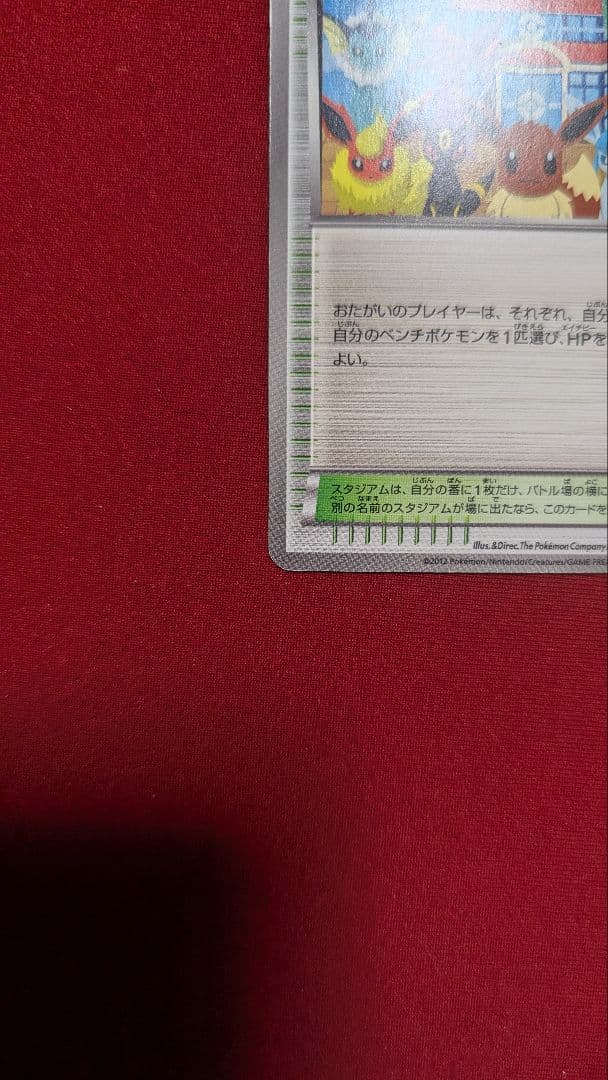 おたがいのプレイヤーは、それぞれ、自分
自分のベンチポケモンを1匹選び、HPを
よい。
スタジアムは、自分の番に1枚だけ、バトル場の横に
別の名前のスタジアムが場に出たなら、このカードを
Illus.&Direc.The Pokémon Company
©2012 Pokémon/Nintendo/Creatures/GAME FRE